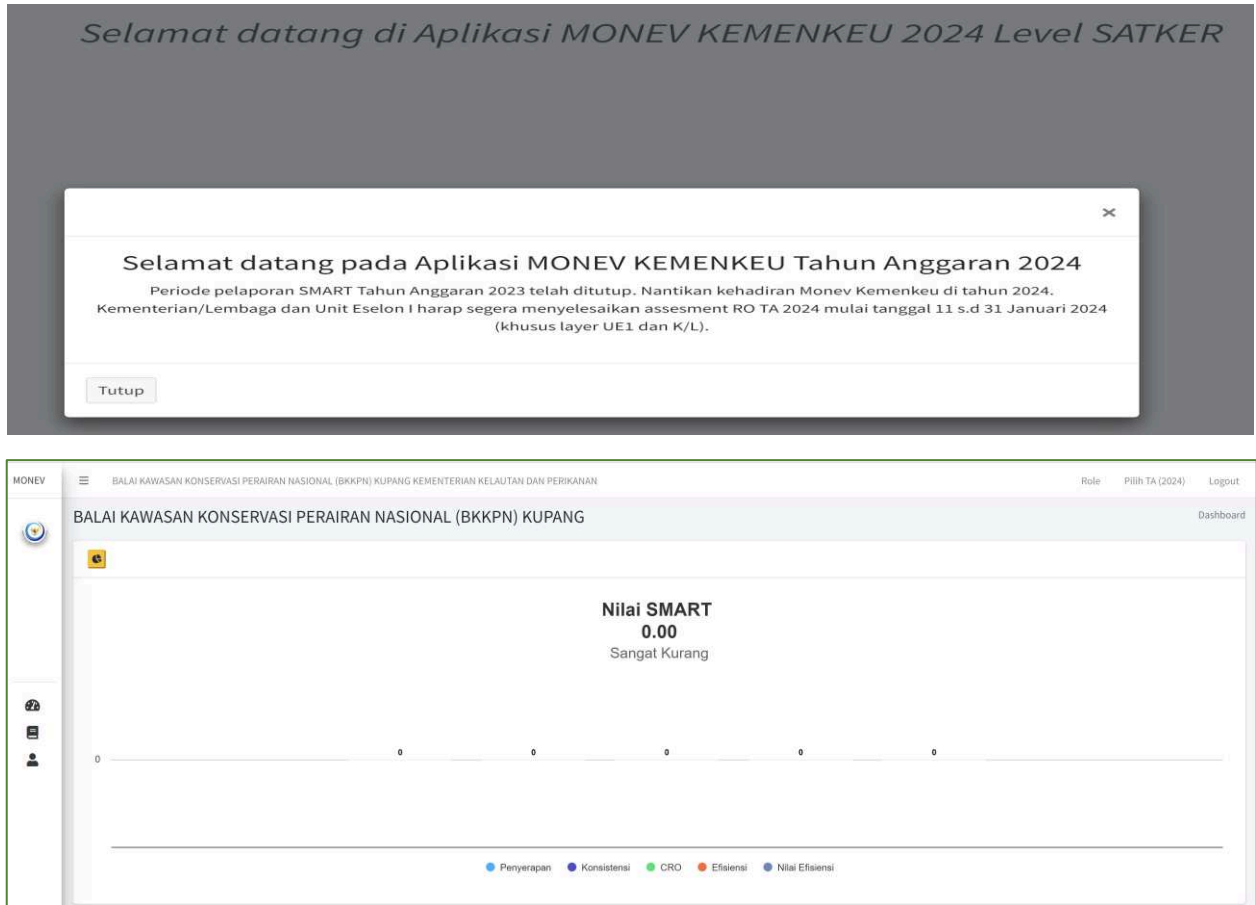 Selamat datang di Aplikasi MONEV KEMENKEU 2024 Level SATKER
×
Selamat datang pada Aplikasi MONEV KEMENKEU Tahun Anggaran 2024
Periode pelaporan SMART Tahun Anggaran 2023 telah ditutup. Nantikan kehadiran Monev Kemenkeu di tahun 2024.
Kementerian/Lembaga dan Unit Eselon I harap segera menyelesaikan assesment RO TA 2024 mulai tanggal 11 s.d 31 Januari 2024
(khusus layer UE1 dan K/L).
Tutup
MONEV BALAI KAWASAN KONSERVASI PERAIRAN NASIONAL (BKKPN) KUPANG KEMENTERIAN KELAUTAN DAN PERIKANAN Role Pilih TA (2024) Logout
BALAI KAWASAN KONSERVASI PERAIRAN NASIONAL (BKKPN) KUPANG Dashboard
Nilai SMART
0.00
Sangat Kurang
0 0 0 0 0
0
Penyerapan Konsistensi CRO Efisiensi Nilai Efisiensi